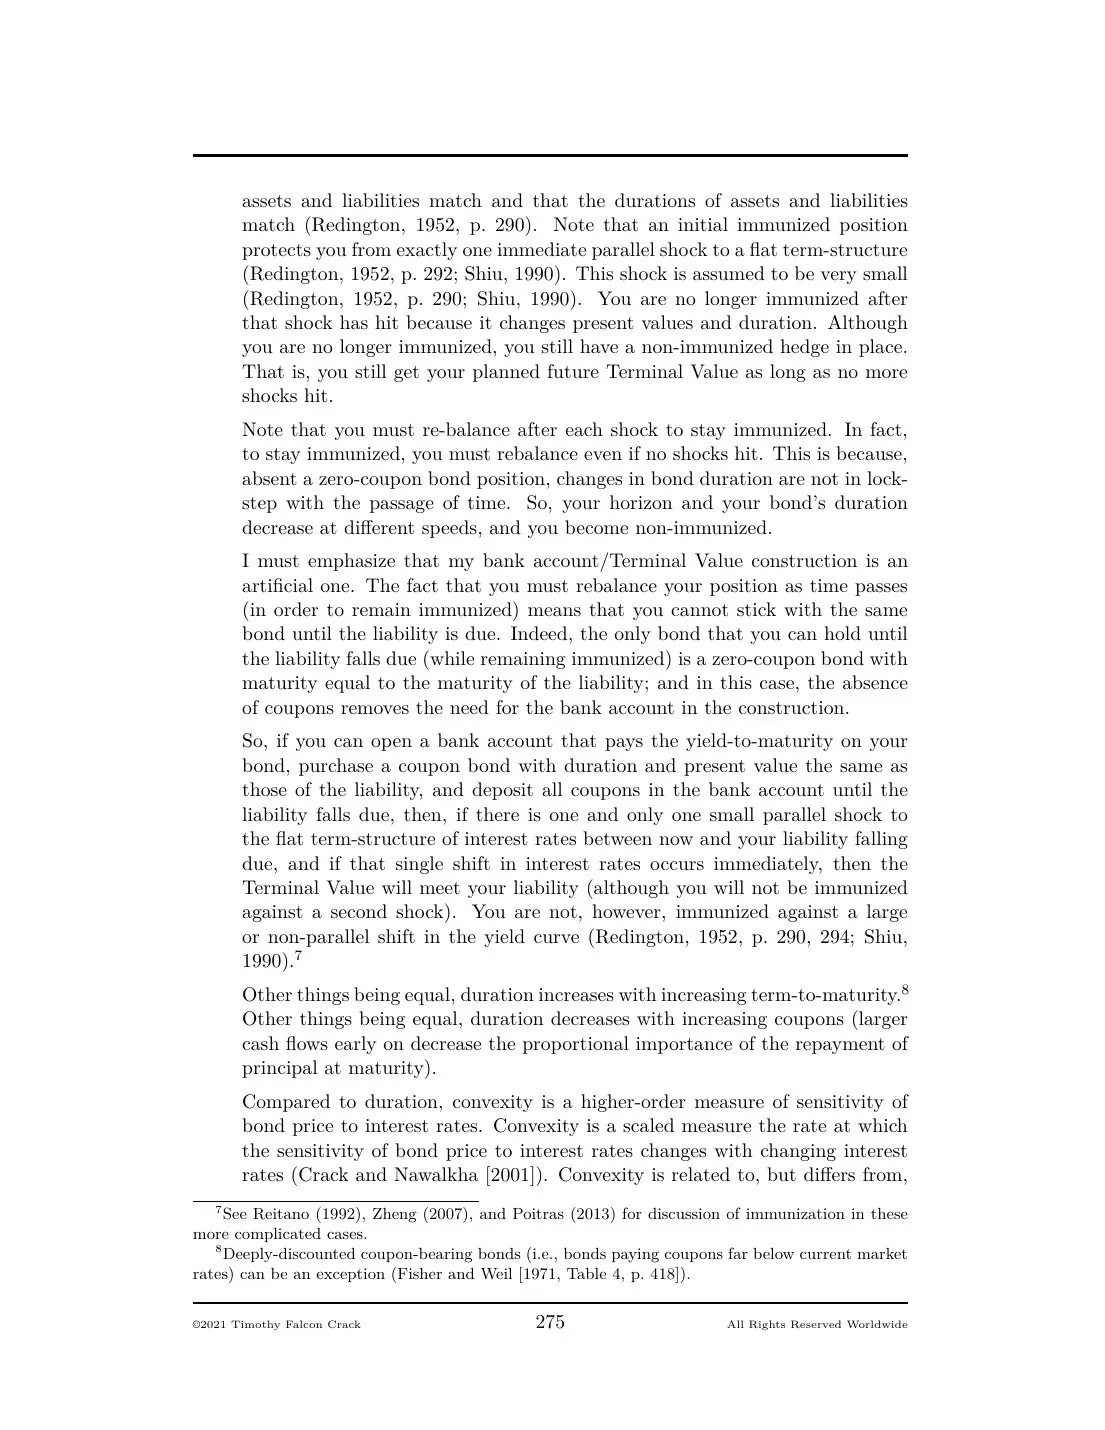 assets and liabilities match and that the durations of assets and liabilities
match (Redington, 1952, p. 290). Note that an initial immunized position
protects you from exactly one immediate parallel shock to a flat term-structure
(Redington, 1952, p. 292; Shiu, 1990). This shock is assumed to be very small
(Redington, 1952, p. 290; Shiu, 1990). You are no longer immunized after
that shock has hit because it changes present values and duration. Although
you are no longer immunized, you still have a non-immunized hedge in place.
That is, you still get your planned future Terminal Value as long as no more
shocks hit.
Note that you must re-balance after each shock to stay immunized. In fact,
to stay immunized, you must rebalance even if no shocks hit. This is because,
absent a zero-coupon bond position, changes in bond duration are not in lock-
step with the passage of time. So, your horizon and your bond's duration
decrease at different speeds, and you become non-immunized.
I must emphasize that my bank account/Terminal Value construction is an
artificial one. The fact that you must rebalance your position as time passes
(in order to remain immunized) means that you cannot stick with the same
bond until the liability is due. Indeed, the only bond that you can hold until
the liability falls due (while remaining immunized) is a zero-coupon bond with
maturity equal to the maturity of the liability; and in this case, the absence
of coupons removes the need for the bank account in the construction.
So, if you can open a bank account that pays the yield-to-maturity on your
bond, purchase a coupon bond with duration and present value the same as
those of the liability, and deposit all coupons in the bank account until the
liability falls due, then, if there is one and only one small parallel shock to
the flat term-structure of interest rates between now and your liability falling
due, and if that single shift in interest rates occurs immediately, then the
Terminal Value will meet your liability (although you will not be immunized
against a second shock). You are not, however, immunized against a large
or non-parallel shift in the yield curve (Redington, 1952, p. 290, 294; Shiu,
1990).7
Other things being equal, duration increases with increasing term-to-maturity.8
Other things being equal, duration decreases with increasing coupons (larger
cash flows early on decrease the proportional importance of the repayment of
principal at maturity).
Compared to duration, convexity is a higher-order measure of sensitivity of
bond price to interest rates. Convexity is a scaled measure the rate at which
the sensitivity of bond price to interest rates changes with changing interest
rates (Crack and Nawalkha [2001]). Convexity is related to, but differs from,
7See Reitano (1992), Zheng (2007), and Poitras (2013) for discussion of immunization in these
more complicated cases.
8Deeply-discounted coupon-bearing bonds (i.e., bonds paying coupons far below current market
rates) can be an exception (Fisher and Weil [1971, Table 4, p. 418]).
©2021 Timothy Falcon Crack 275 All Rights Reserved Worldwide